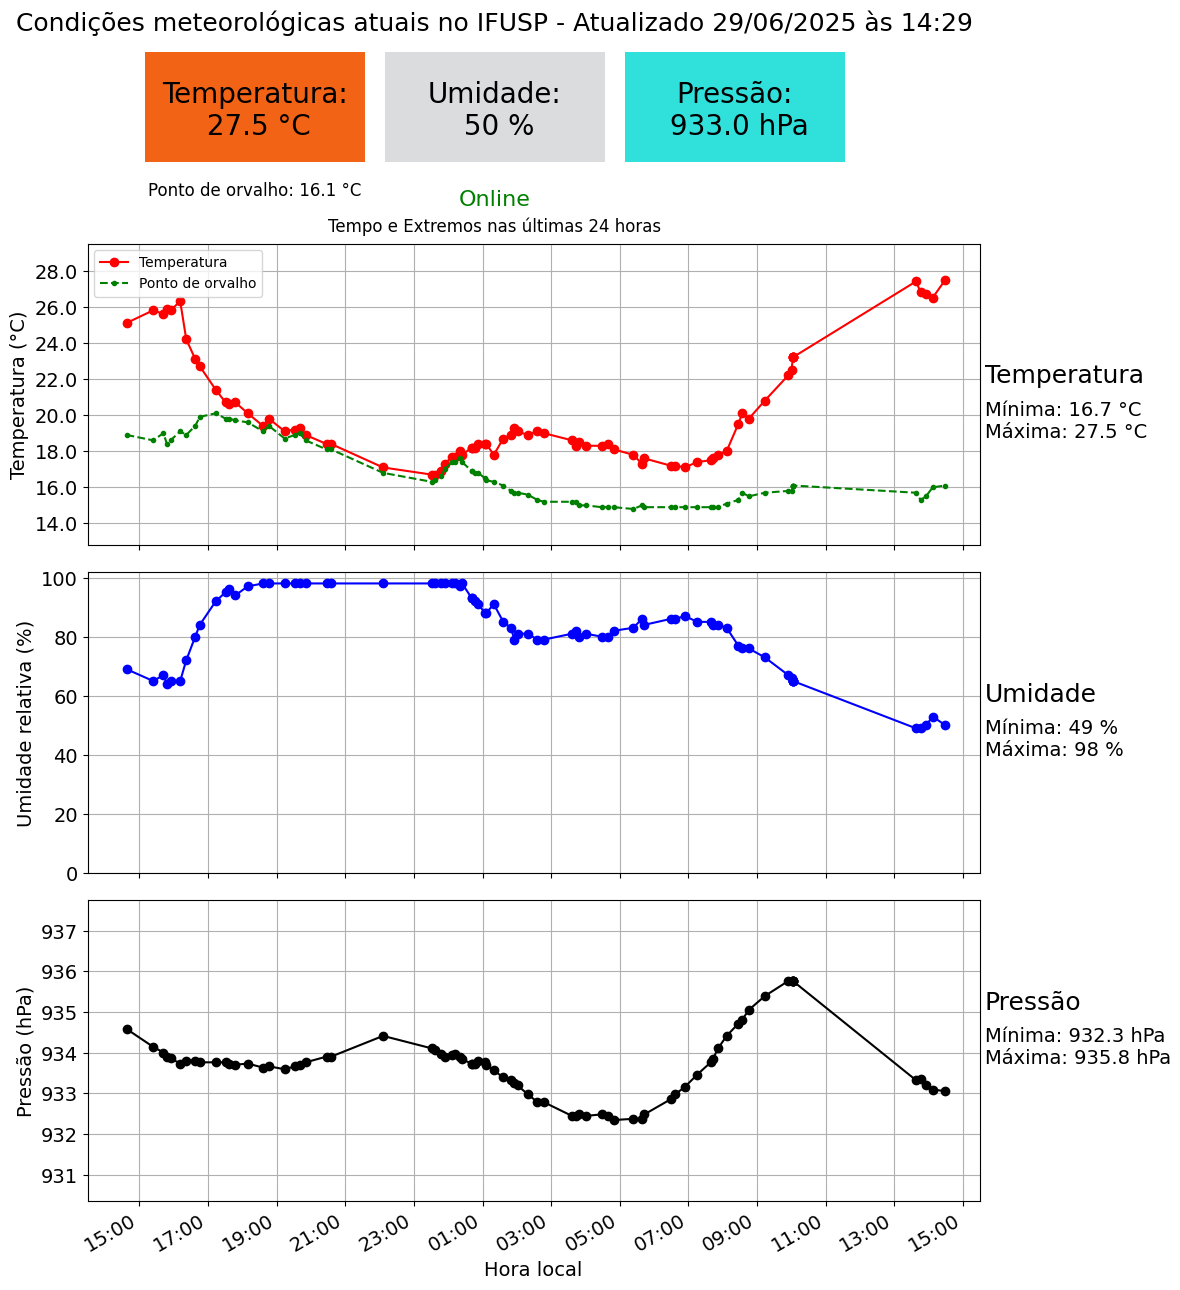 Condições meteorológicas atuais no IFUSP - Atualizado 29/06/2025 às 14:29
Temperatura:
27.5 °C
Umidade:
50 %
Pressão:
933.0 hPa
Ponto de orvalho: 16.1 °C
Online
Tempo e Extremos nas últimas 24 horas
Temperatura
Ponto de orvalho
Temperatura (°C)
28.0
26.0
24.0
22.0
20.0
18.0
16.0
14.0
Temperatura
Mínima: 16.7 °C
Máxima: 27.5 °C
Umidade relativa (%)
100
80
60
40
20
0
Umidade
Mínima: 49 %
Máxima: 98 %
Pressão (hPa)
937
936
935
934
933
932
931
Pressão
Mínima: 932.3 hPa
Máxima: 935.8 hPa
15:00
17:00
19:00
21:00
23:00
01:00
03:00
05:00
07:00
09:00
11:00
13:00
15:00
Hora local